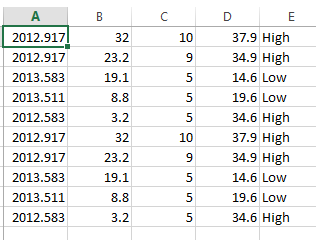 A B C D E
2012.917 32 10 37.9 High
2012.917 23.2 9 34.9 High
2013.583 19.1 5 14.6 Low
2013.511 8.8 5 19.6 Low
2012.583 3.2 5 34.6 High
2012.917 32 10 37.9 High
2012.917 23.2 9 34.9 High
2013.583 19.1 5 14.6 Low
2013.511 8.8 5 19.6 Low
2012.583 3.2 5 34.6 High